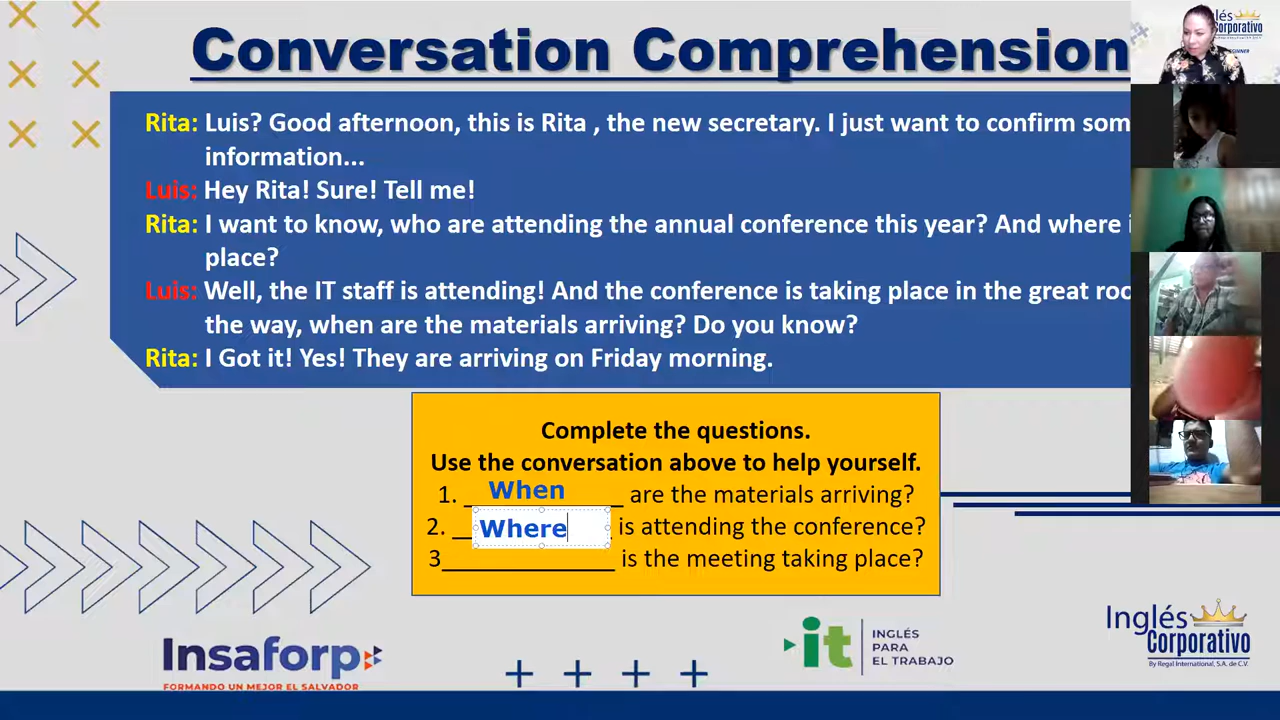 Conversation Comprehension
Rita: Luis? Good afternoon, this is Rita , the new secretary. I just want to confirm som
information...
Luis: Hey Rita! Sure! Tell me!
Rita: I want to know, who are attending the annual conference this year? And where i
place?
Luis: Well, the IT staff is attending! And the conference is taking place in the great roo
the way, when are the materials arriving? Do you know?
Rita: I Got it! Yes! They are arriving on Friday morning.
Complete the questions.
Use the conversation above to help yourself.
1. When are the materials arriving?
2. Where is attending the conference?
3 is the meeting taking place?
Insaforp
FORMANDO UN MEJOR EL SALVADOR
it
INGLÉS
PARA
EL TRABAJO
Inglés
Corporativo
By Regal International, S.A. de C.V.
lés
orporativo